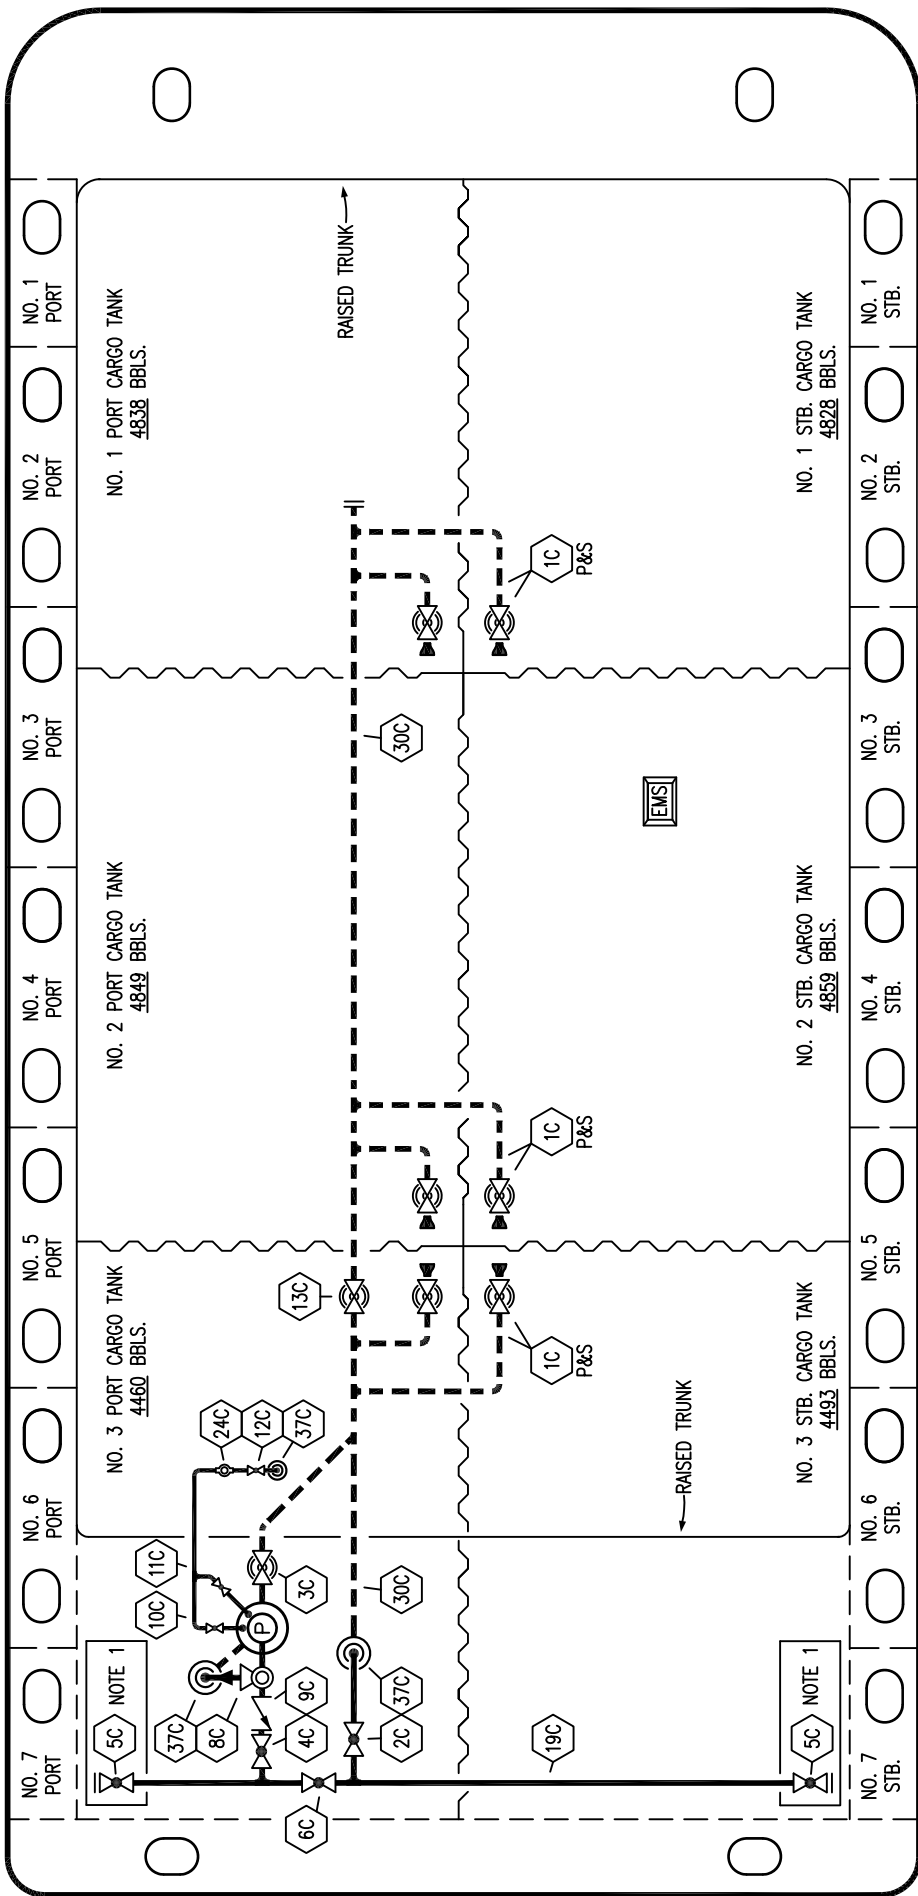 NO. 1
PORT
NO. 2
PORT
NO. 3
PORT
NO. 4
PORT
NO. 5
PORT
NO. 6
PORT
NO. 7
PORT
NO. 1 PORT CARGO TANK
4838 BBLS.
RAISED TRUNK
NO. 2 PORT CARGO TANK
4849 BBLS.
NO. 3 PORT CARGO TANK
4460 BBLS.
NO. 1 STB. CARGO TANK
4828 BBLS.
NO. 2 STB. CARGO TANK
4859 BBLS.
NO. 3 STB. CARGO TANK
4493 BBLS.
RAISED TRUNK
1C
P&S
30C
EMS
1C
P&S
13C
1C
P&S
24C
12C
37C
11C
10C
3C
P
30C
NOTE 1
5C
37C
8C
9C
4C
37C
2C
6C
19C
NOTE 1
5C
NO. 1
STB.
NO. 2
STB.
NO. 3
STB.
NO. 4
STB.
NO. 5
STB.
NO. 6
STB.
NO. 7
STB.